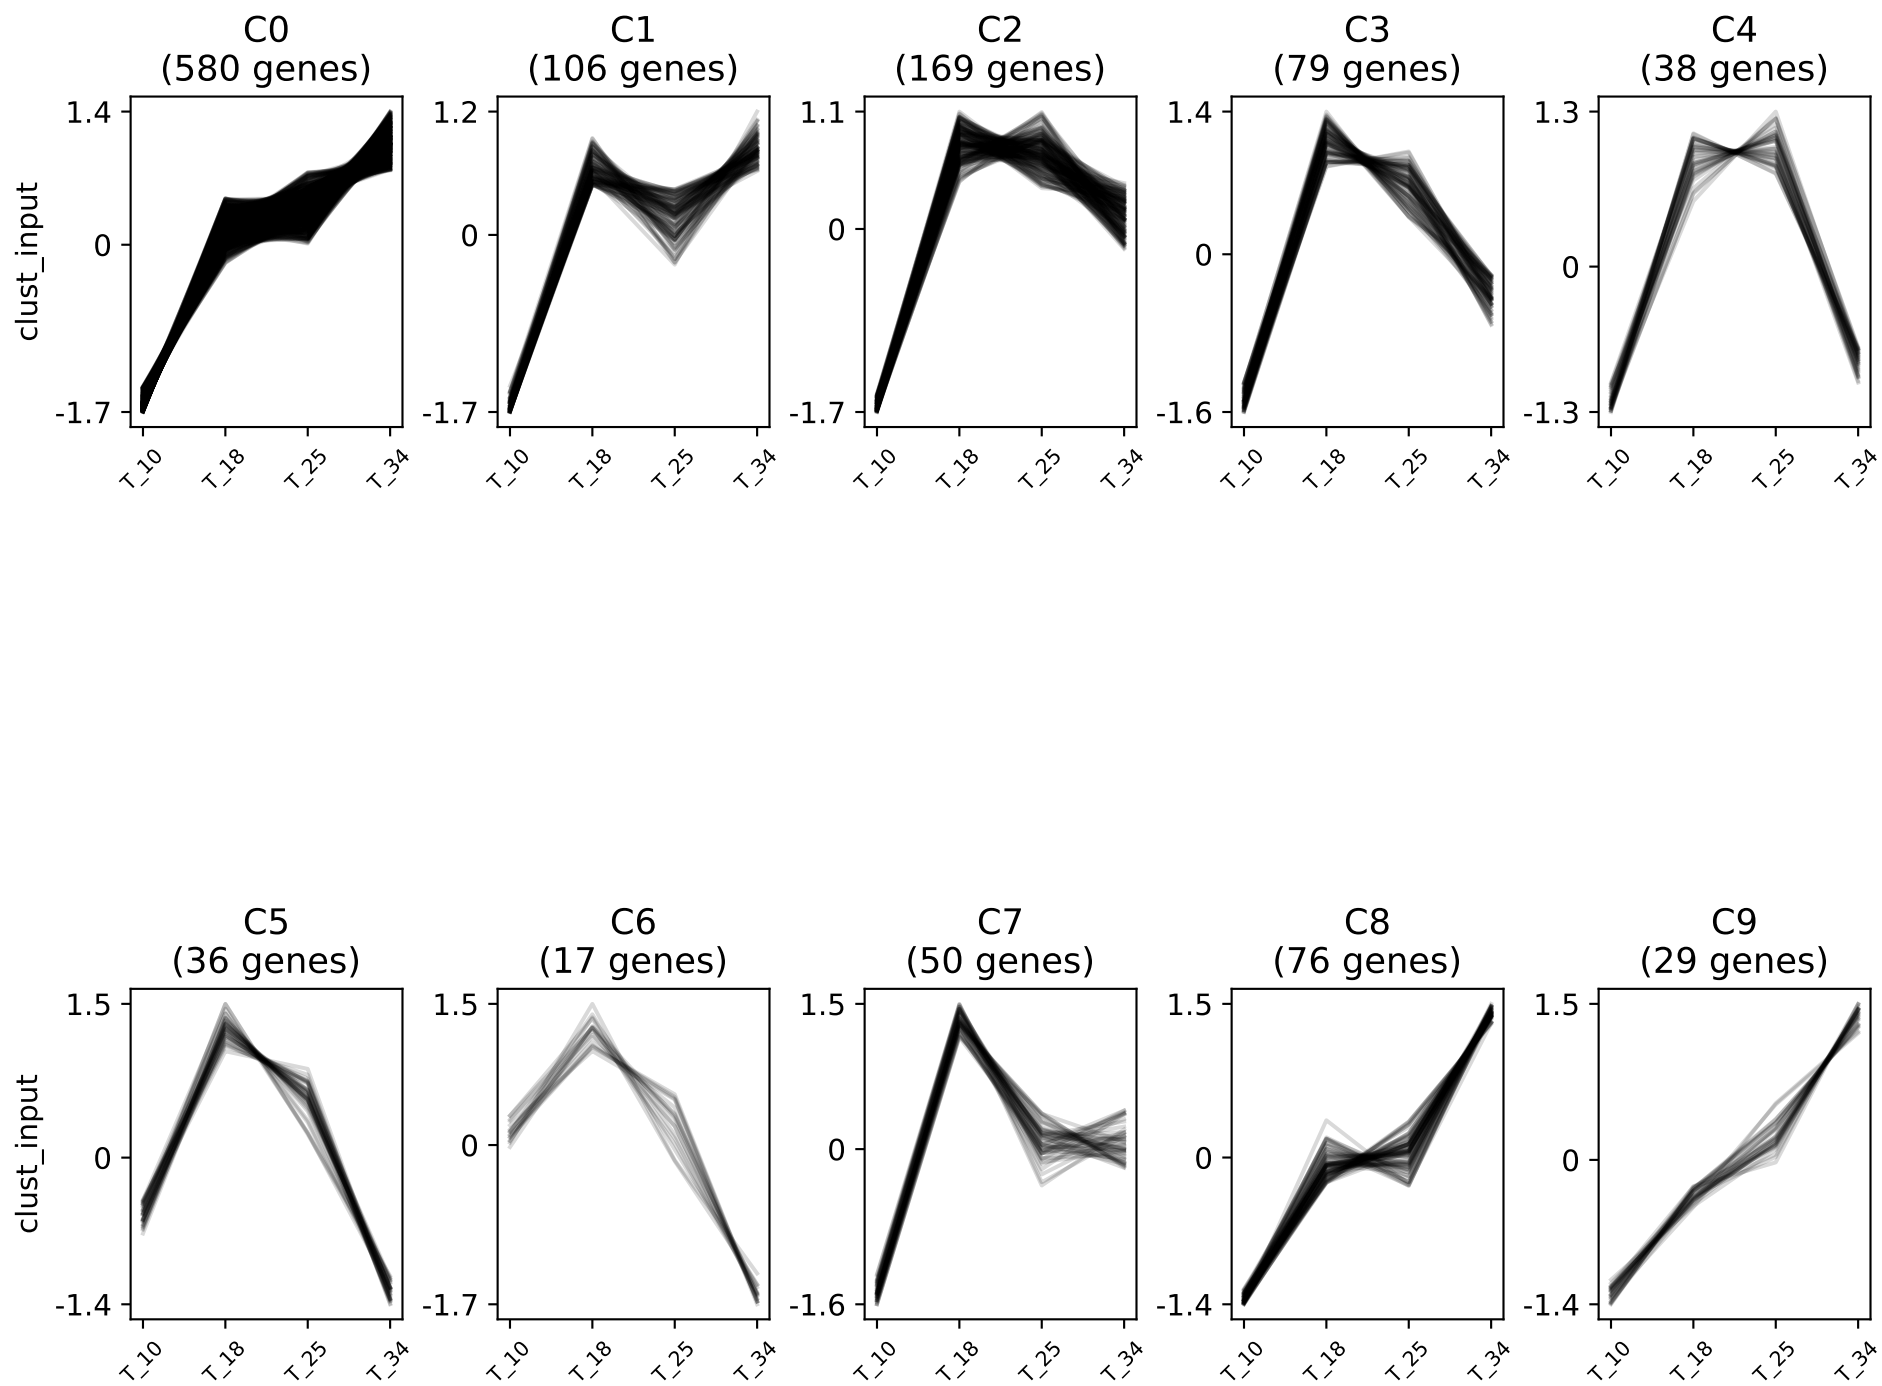 C0
(580 genes)
C1
(106 genes)
C2
(169 genes)
C3
(79 genes)
C4
(38 genes)
clust_input
1.4
0
-1.7
T_10
T_18
T_25
T_34
1.2
0
-1.7
T_10
T_18
T_25
T_34
1.1
0
-1.7
T_10
T_18
T_25
T_34
1.4
0
-1.6
T_10
T_18
T_25
T_34
1.3
0
-1.3
T_10
T_18
T_25
T_34
C5
(36 genes)
C6
(17 genes)
C7
(50 genes)
C8
(76 genes)
C9
(29 genes)
clust_input
1.5
0
-1.4
T_10
T_18
T_25
T_34
1.5
0
-1.7
T_10
T_18
T_25
T_34
1.5
0
-1.6
T_10
T_18
T_25
T_34
1.5
0
-1.4
T_10
T_18
T_25
T_34
1.5
0
-1.4
T_10
T_18
T_25
T_34